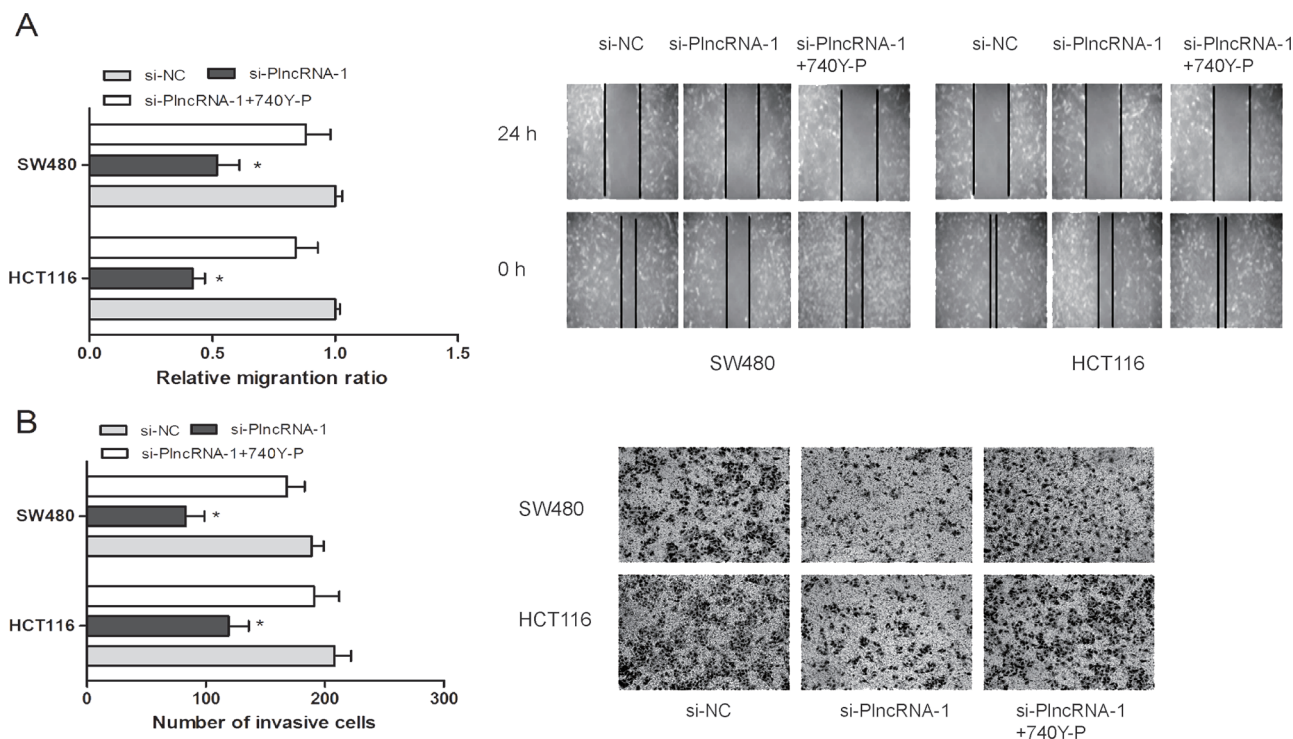 A
si-NC si-PlncRNA-1
si-PlncRNA-1+740Y-P
SW480
*
HCT116
*
0.0 0.5 1.0 1.5
Relative migrantion ratio
si-NC si-PlncRNA-1 si-PlncRNA-1
+740Y-P
si-NC si-PlncRNA-1 si-PlncRNA-1
+740Y-P
24 h
0 h
SW480 HCT116
B
si-NC si-PlncRNA-1
si-PlncRNA-1+740Y-P
SW480
*
HCT116
*
0 100 200 300
Number of invasive cells
SW480
HCT116
si-NC si-PlncRNA-1 si-PlncRNA-1
+740Y-P